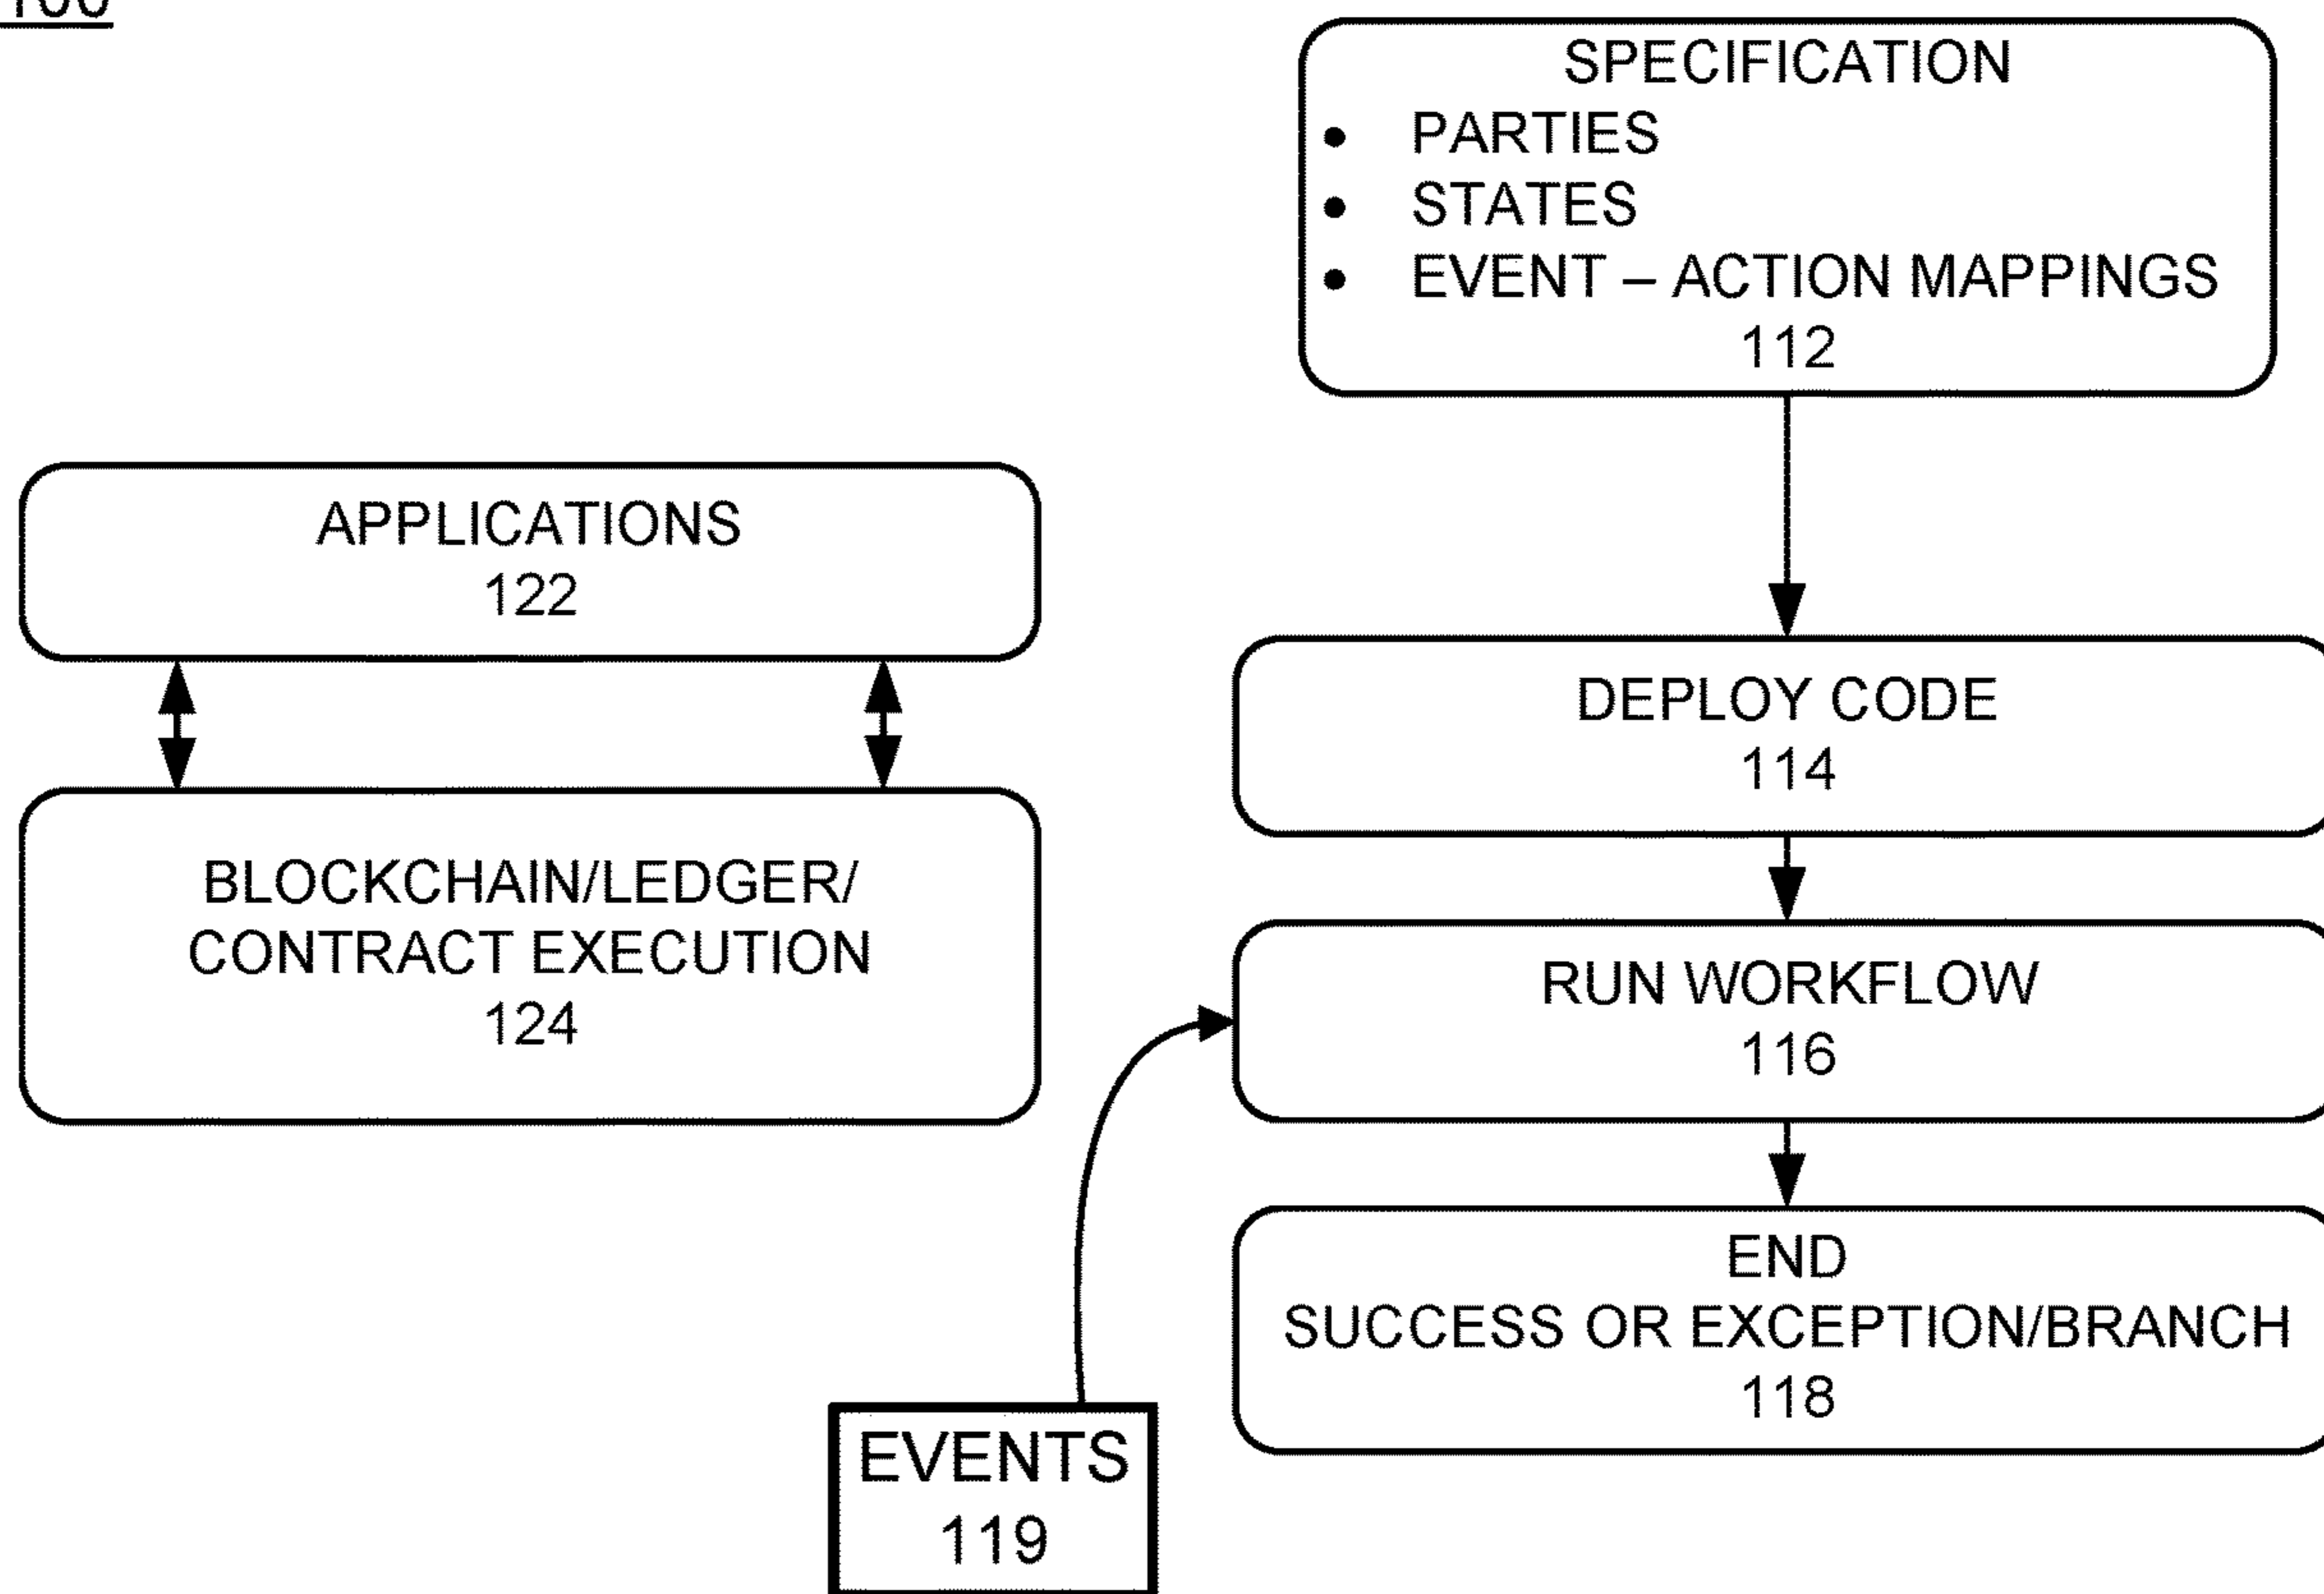 100
SPECIFICATION
• PARTIES
• STATES
• EVENT – ACTION MAPPINGS
112
APPLICATIONS
122
DEPLOY CODE
114
BLOCKCHAIN/LEDGER/
CONTRACT EXECUTION
124
RUN WORKFLOW
116
END
SUCCESS OR EXCEPTION/BRANCH
118
EVENTS
119